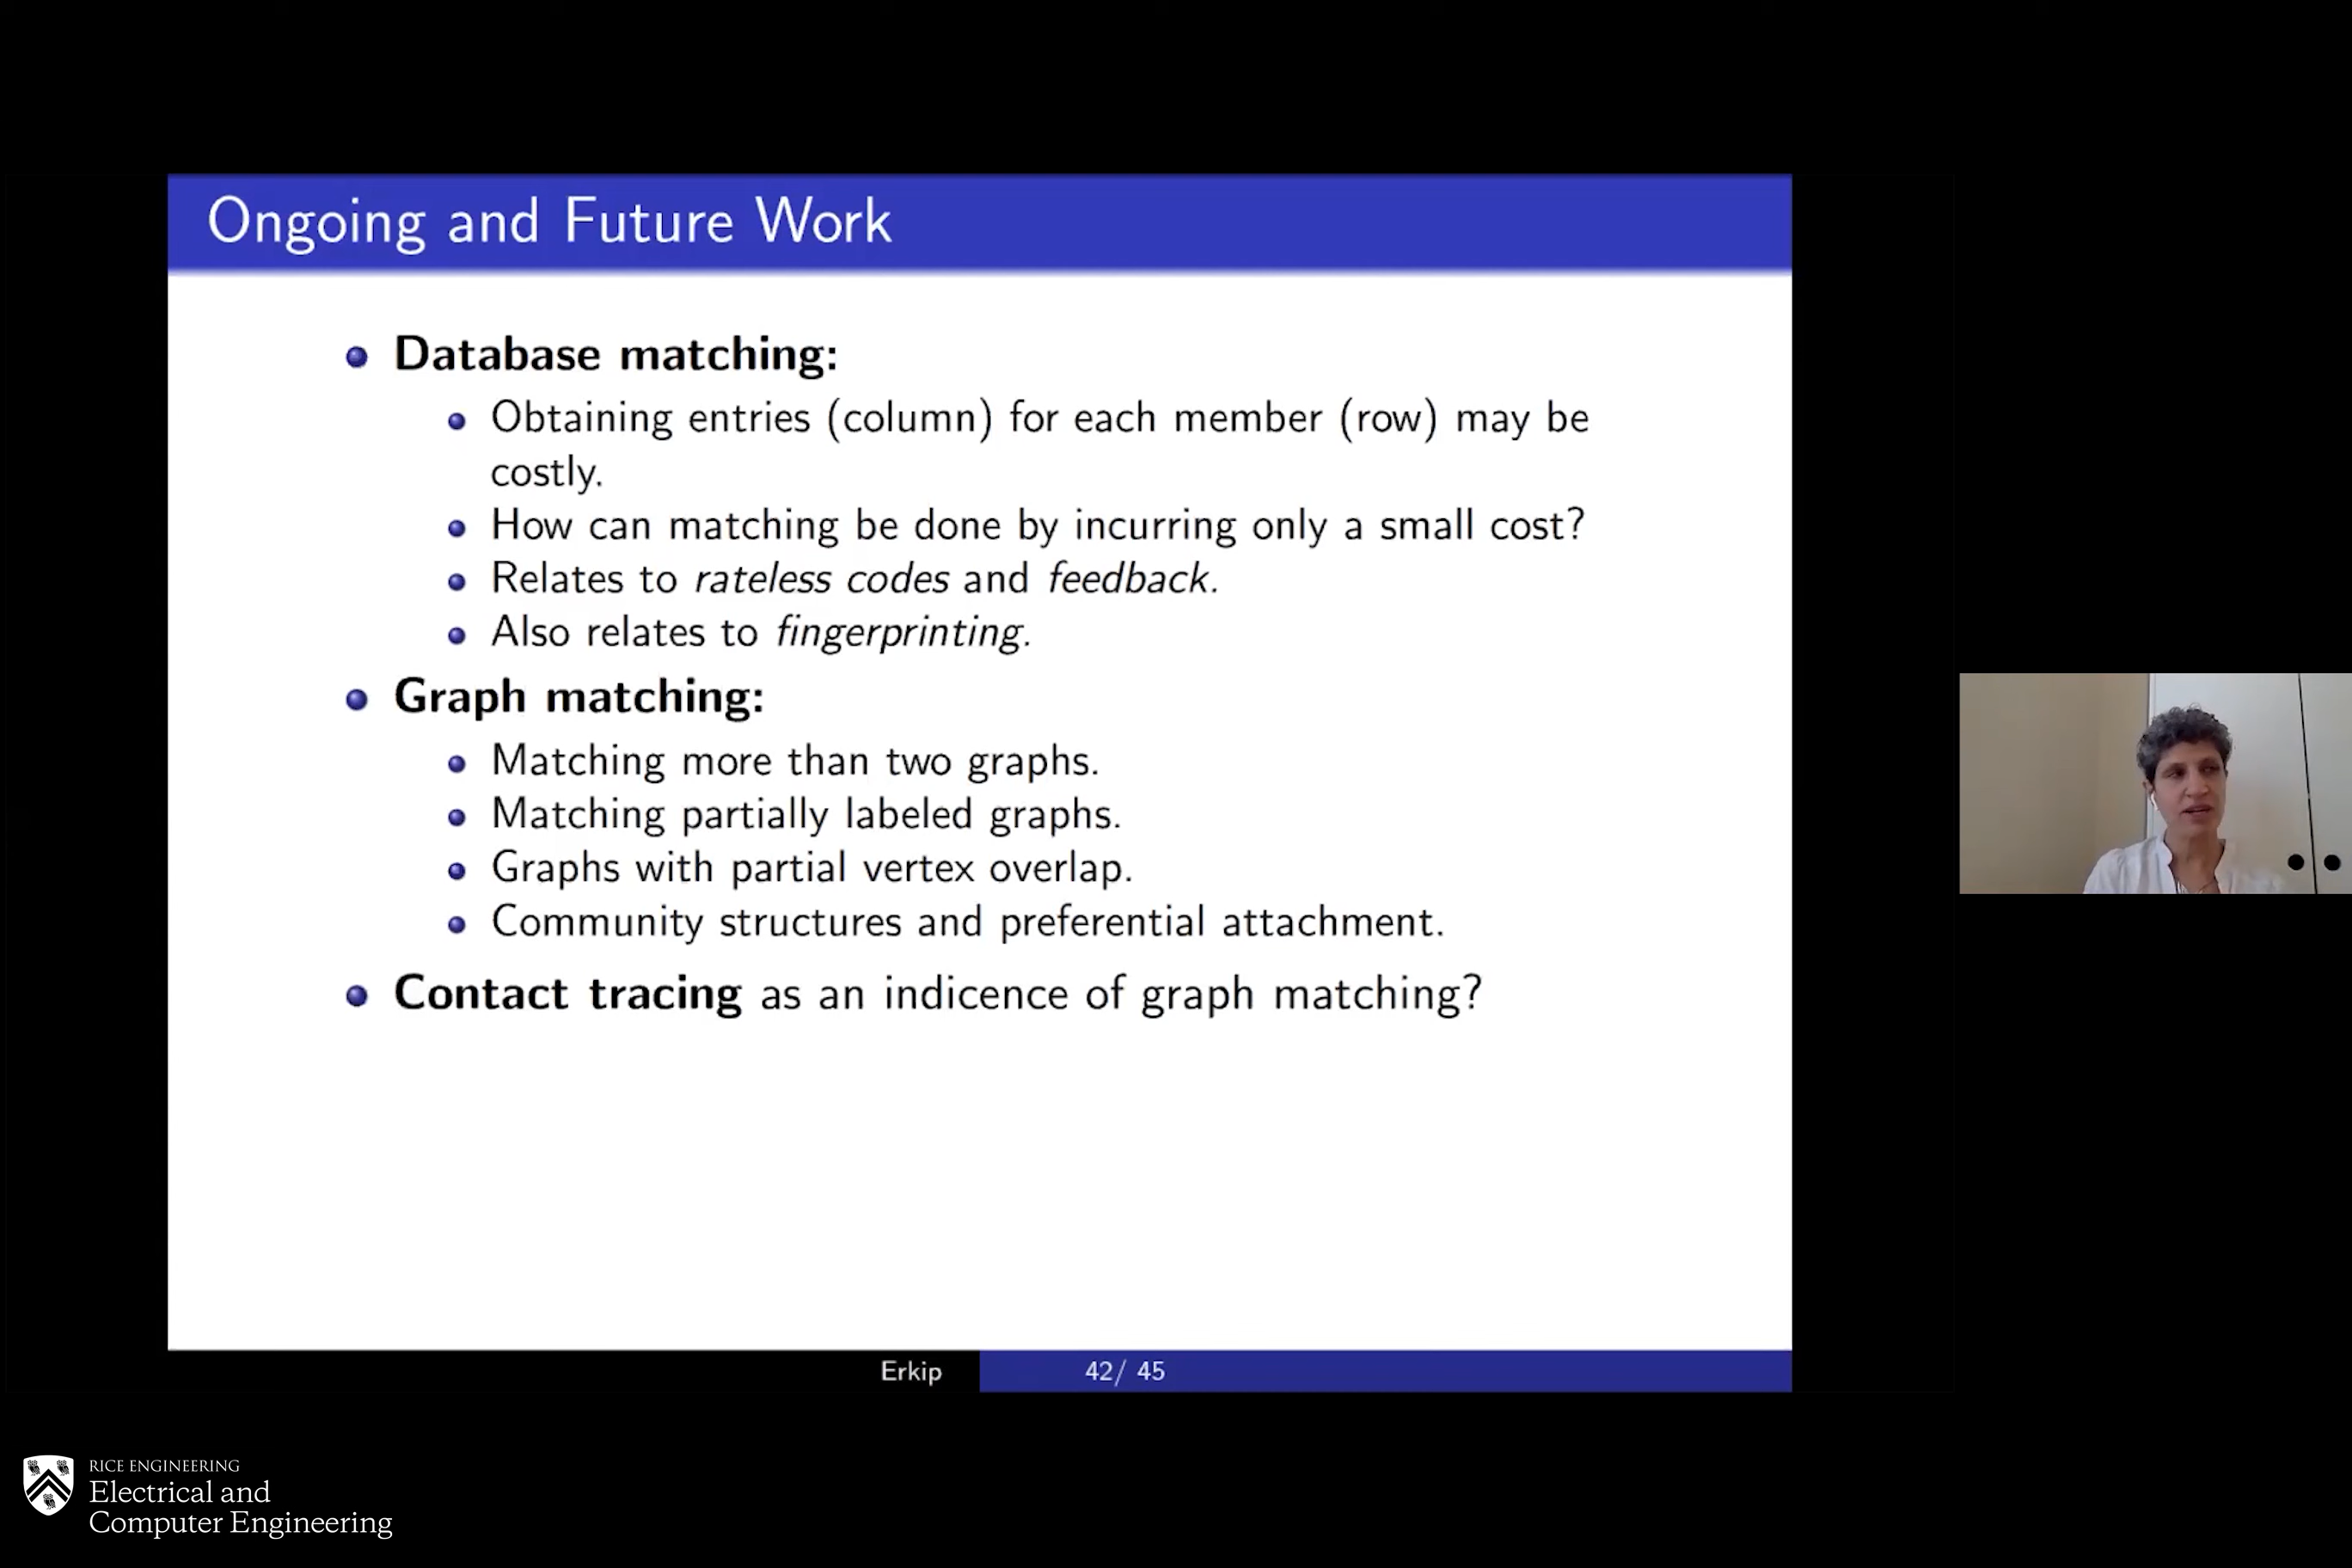 Ongoing and Future Work
Database matching:
Obtaining entries (column) for each member (row) may be
costly.
How can matching be done by incurring only a small cost?
Relates to rateless codes and feedback.
Also relates to fingerprinting.
Graph matching:
Matching more than two graphs.
Matching partially labeled graphs.
Graphs with partial vertex overlap.
Community structures and preferential attachment.
Contact tracing as an indicence of graph matching?
Erkip 42/ 45
RICE ENGINEERING
Electrical and
Computer Engineering